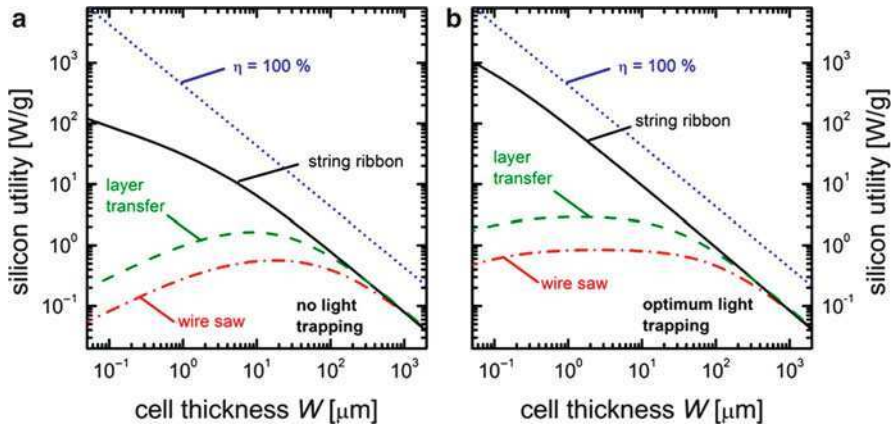 a
silicon utility [W/g]
10³
10²
10¹
10⁰
10⁻¹
η = 100 %
string ribbon
layer
transfer
wire saw
no light
trapping
10⁻¹ 10⁰ 10¹ 10² 10³
cell thickness W [μm]
b
η = 100 %
string ribbon
layer
transfer
wire saw
optimum light
trapping
10³
10²
10¹
10⁰
10⁻¹
silicon utility [W/g]
10⁻¹ 10⁰ 10¹ 10² 10³
cell thickness W [μm]